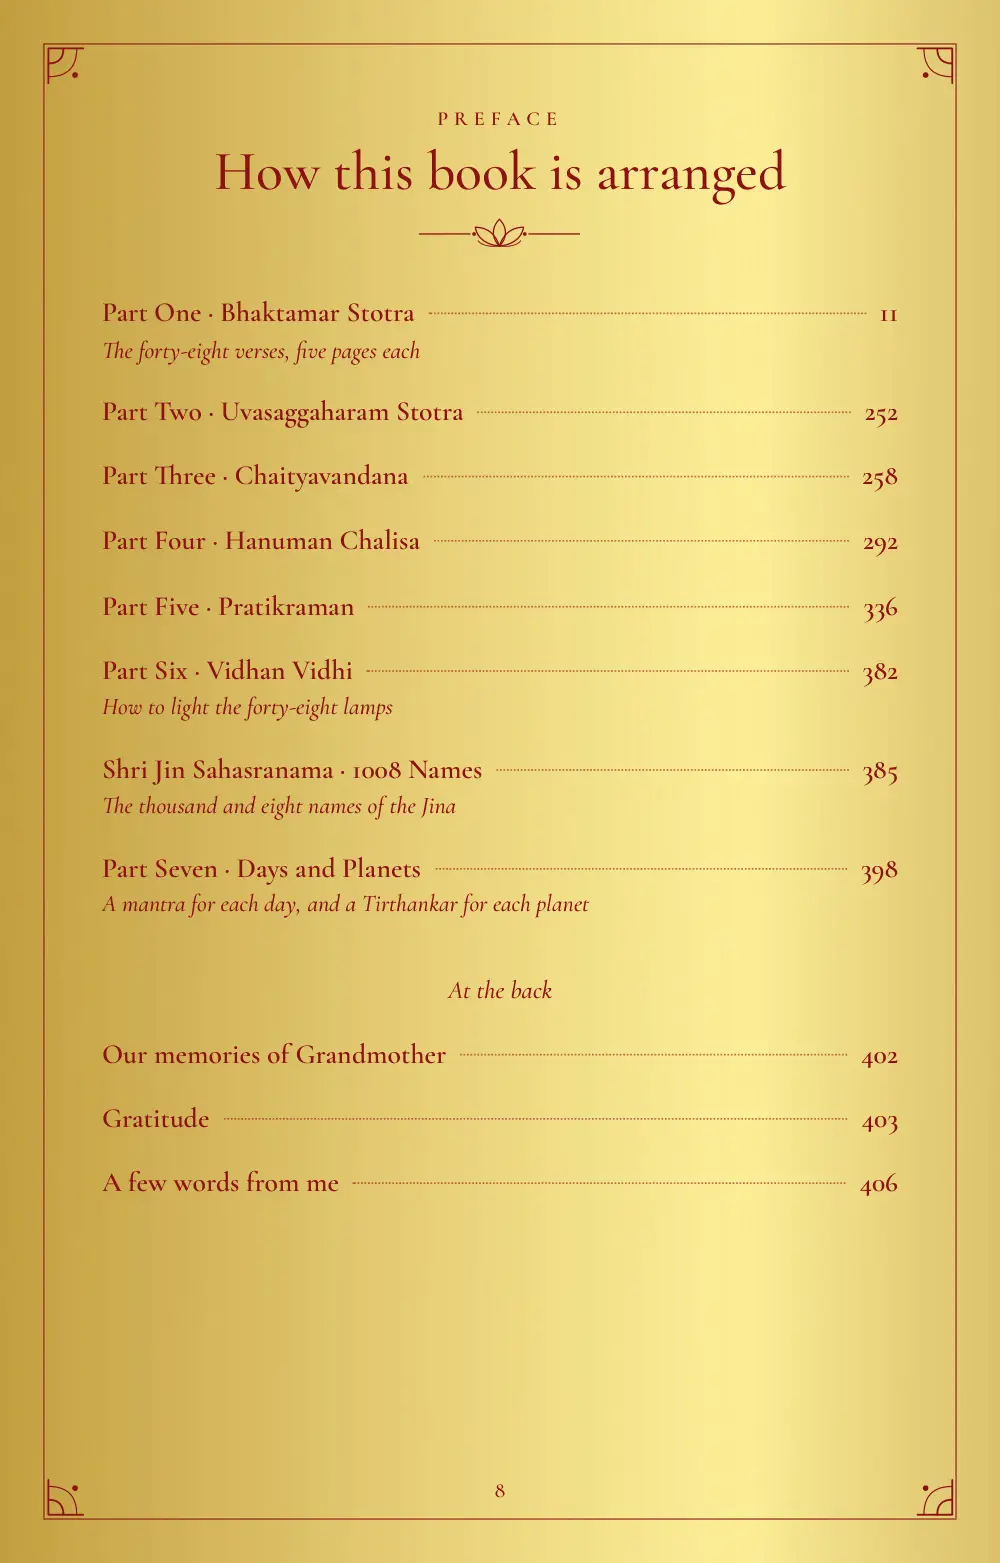 PREFACE
How this book is arranged
Part One · Bhaktamar Stotra 11
The forty-eight verses, five pages each
Part Two · Uvasaggaharam Stotra 252
Part Three · Chaityavandana 258
Part Four · Hanuman Chalisa 292
Part Five · Pratikraman 336
Part Six · Vidhan Vidhi 382
How to light the forty-eight lamps
Shri Jin Sahasranama · 1008 Names 385
The thousand and eight names of the Jina
Part Seven · Days and Planets 398
A mantra for each day, and a Tirthankar for each planet
At the back
Our memories of Grandmother 402
Gratitude 403
A few words from me 406
8